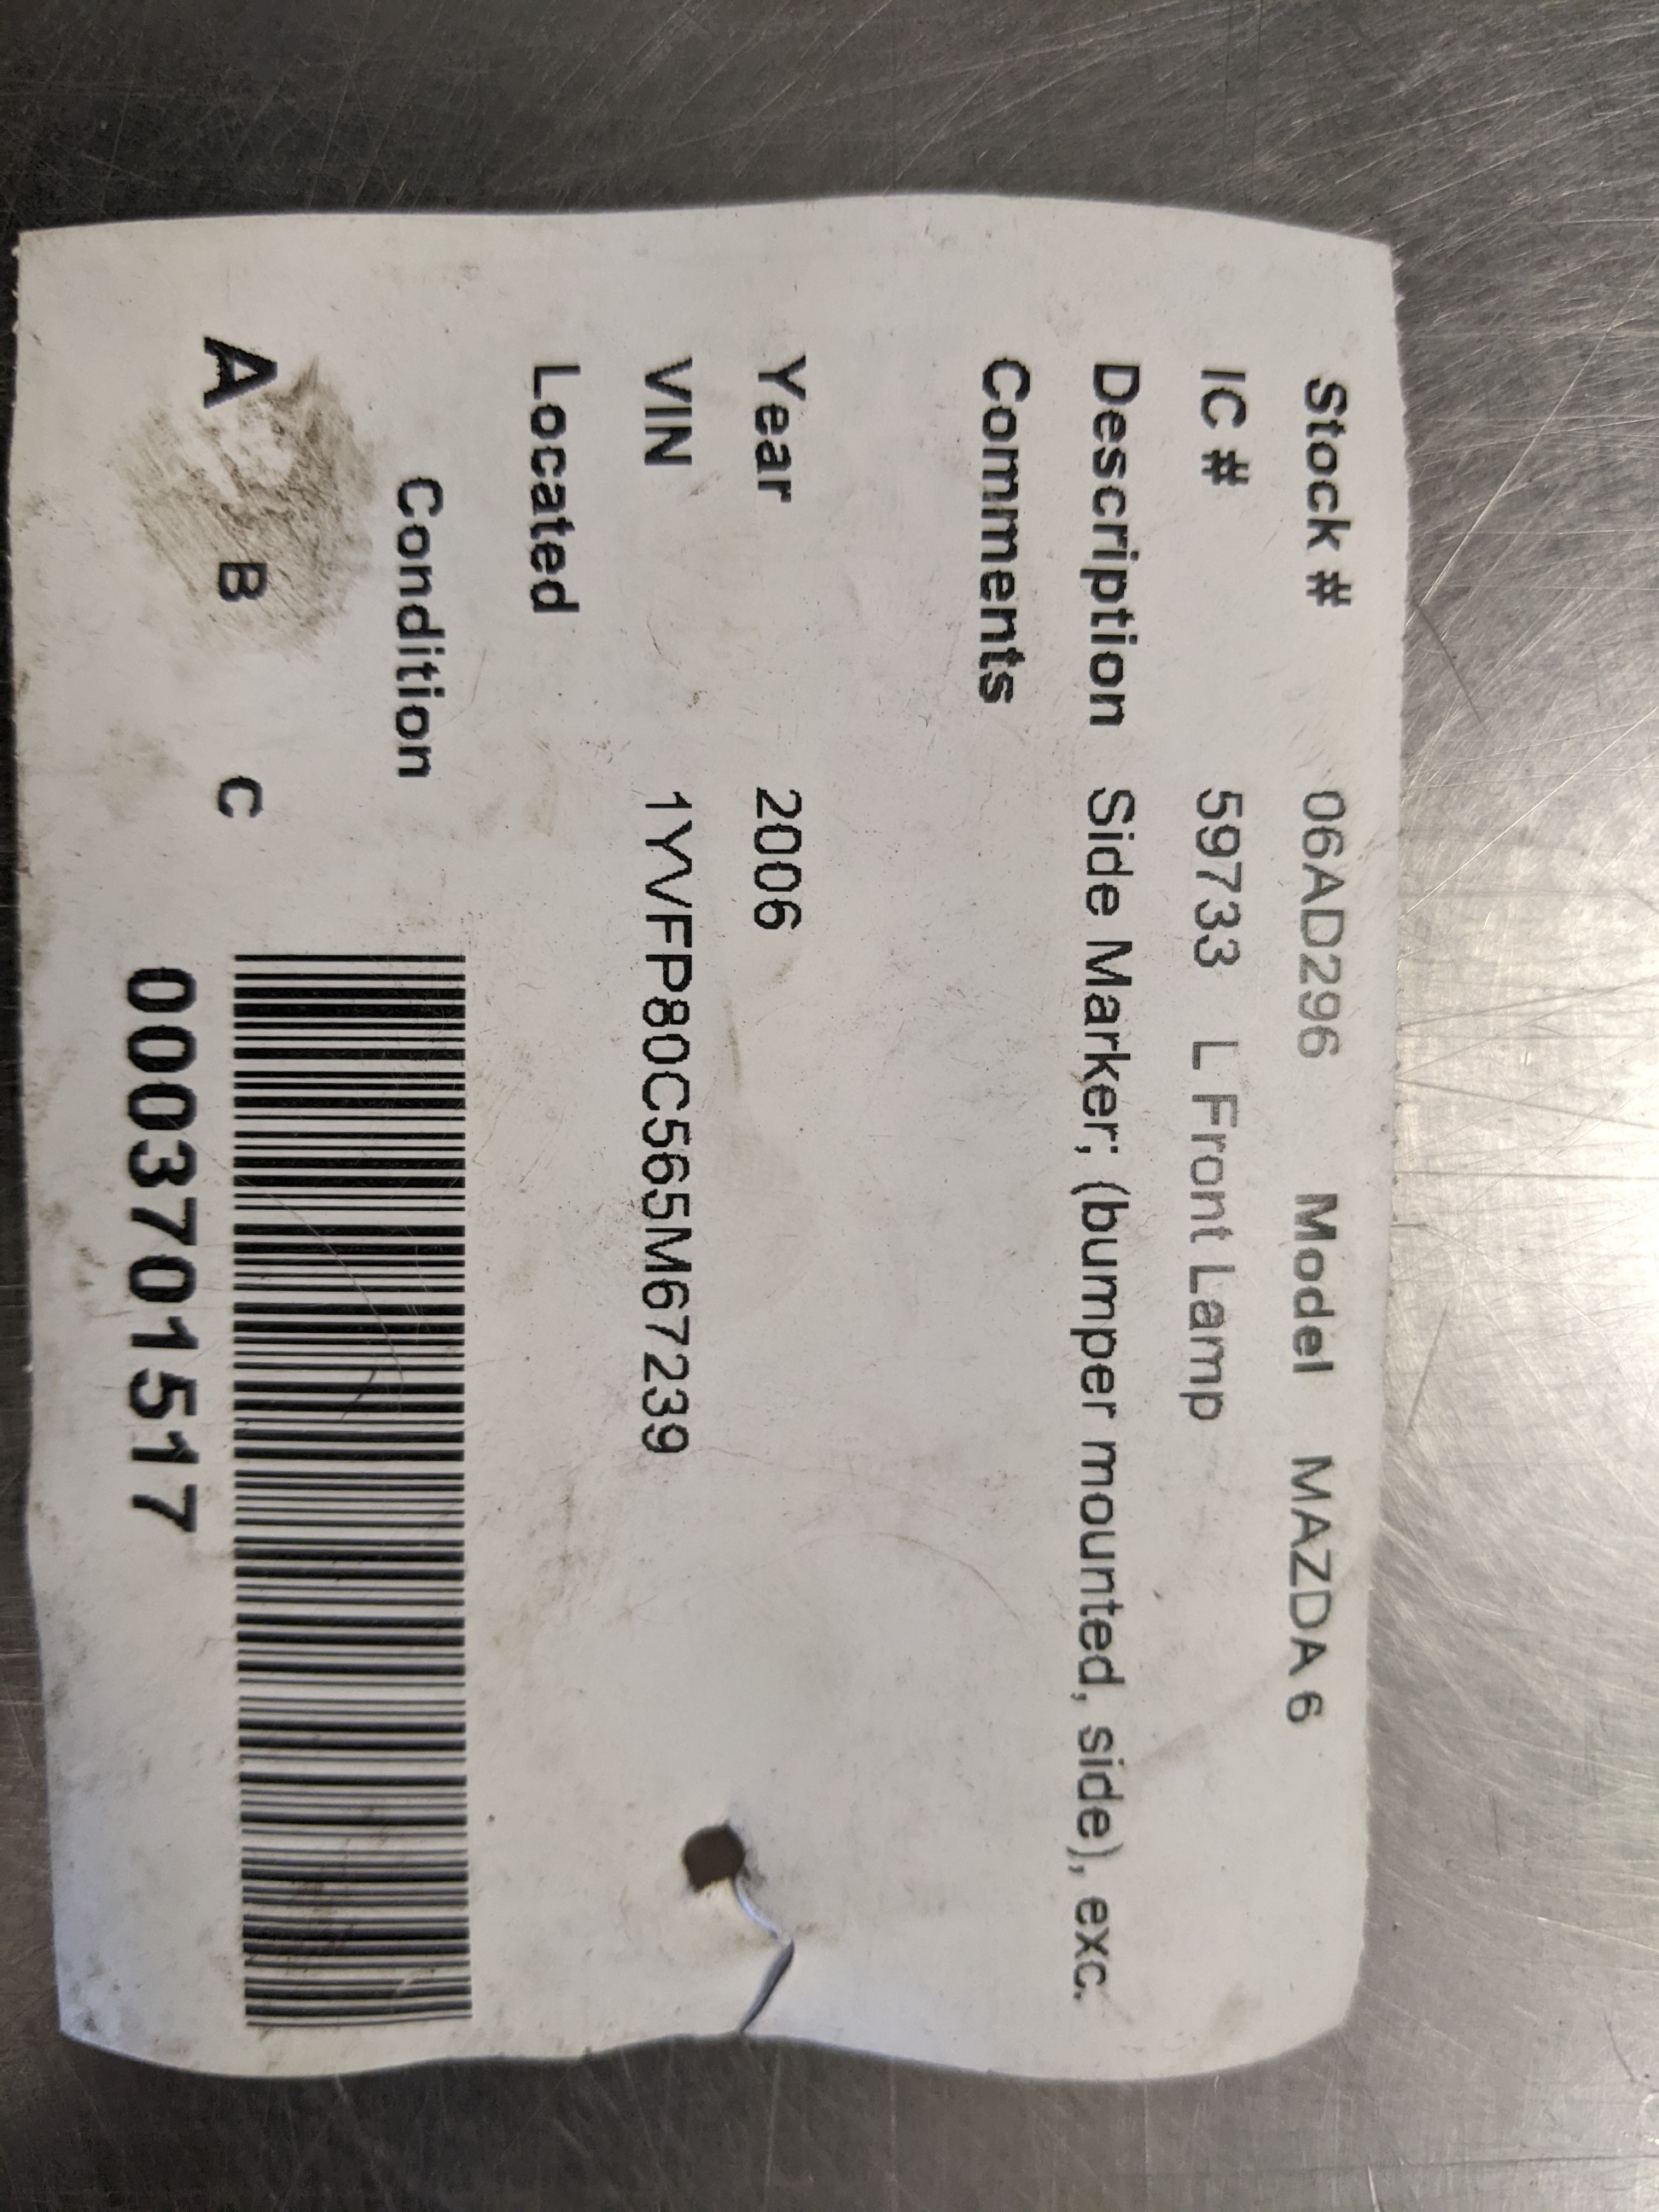 Stock # 06AD296 Model MAZDA 6
IC # 59733 L Front Lamp
Description Side Marker; (bumper mounted, side), exc.
Comments
Year 2006
VIN 1YVFP80C565M67239
Located
Condition
A B C
0003701517